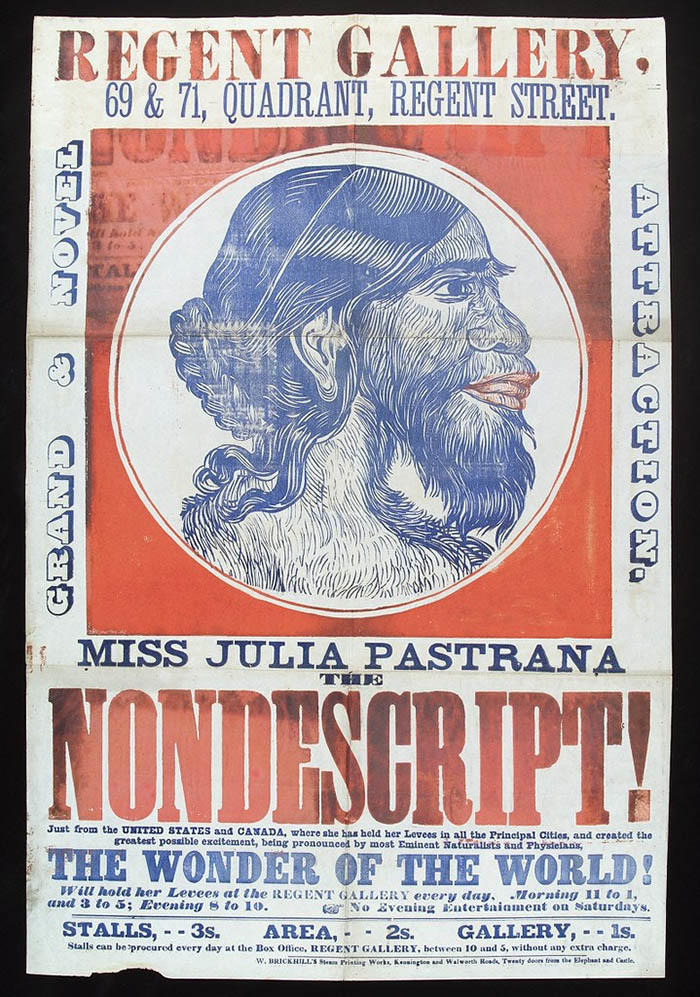 REGENT GALLERY.
69 & 71, QUADRANT, REGENT STREET.
GRAND & NOVEL
ATTRACTION.
MISS JULIA PASTRANA
THE
NONDESCRIPT!
Just from the UNITED STATES and CANADA, where she has held her Levees in all the Principal Cities, and created the
greatest possible excitement, being pronounced by most Eminent Naturalists and Physicians,
THE WONDER OF THE WORLD!
Will hold her Levees at the REGENT GALLERY every day, Morning 11 to 1,
and 3 to 5; Evening 8 to 10. ☞ No Evening Entertainment on Saturdays.
STALLS, - - 3s. AREA, - - 2s. GALLERY, - - 1s.
Stalls can be procured every day at the Box Office, REGENT GALLERY, between 10 and 5, without any extra charge.
W. BRICKHILL'S Steam Printing Works, Kennington and Walworth Roads, Twenty doors from the Elephant and Castle.